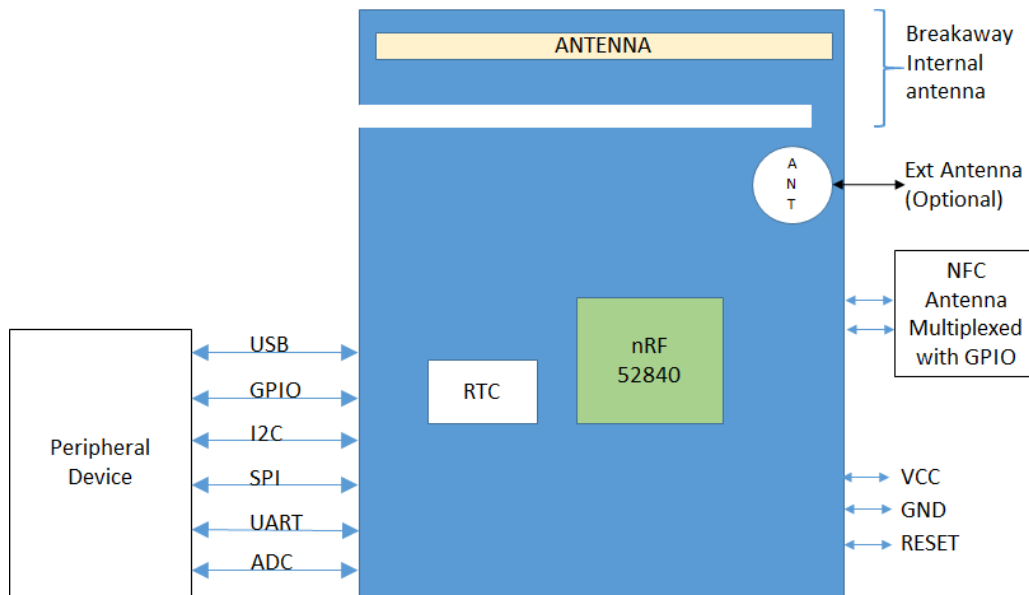 ANTENNA
Breakaway
Internal
antenna
A
N
T
Ext Antenna
(Optional)
NFC
Antenna
Multiplexed
with GPIO
nRF
52840
RTC
Peripheral
Device
USB
GPIO
I2C
SPI
UART
ADC
VCC
GND
RESET